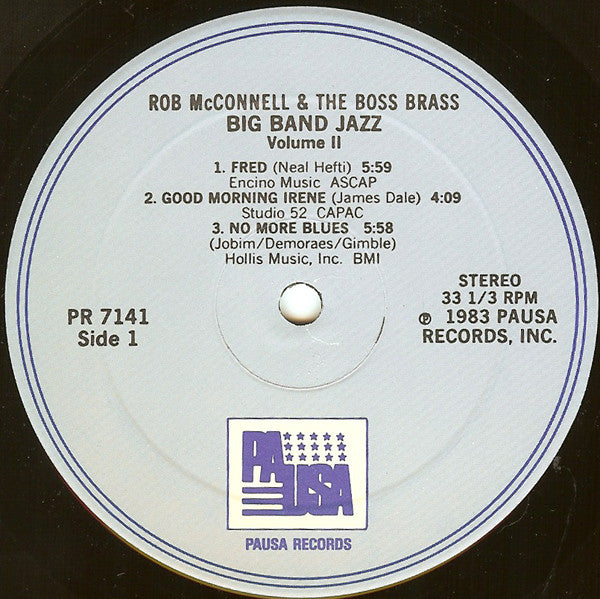 ROB McCONNELL & THE BOSS BRASS
BIG BAND JAZZ
Volume II
1. FRED (Neal Hefti) 5:59
Encino Music ASCAP
2. GOOD MORNING IRENE (James Dale) 4:09
Studio 52 CAPAC
3. NO MORE BLUES 5:58
(Jobim/Demoraes/Gimble)
Hollis Music, Inc. BMI
PR 7141
Side 1
STEREO
33 1/3 RPM
℗ 1983 PAUSA
RECORDS, INC.
PAUSA
PAUSA RECORDS